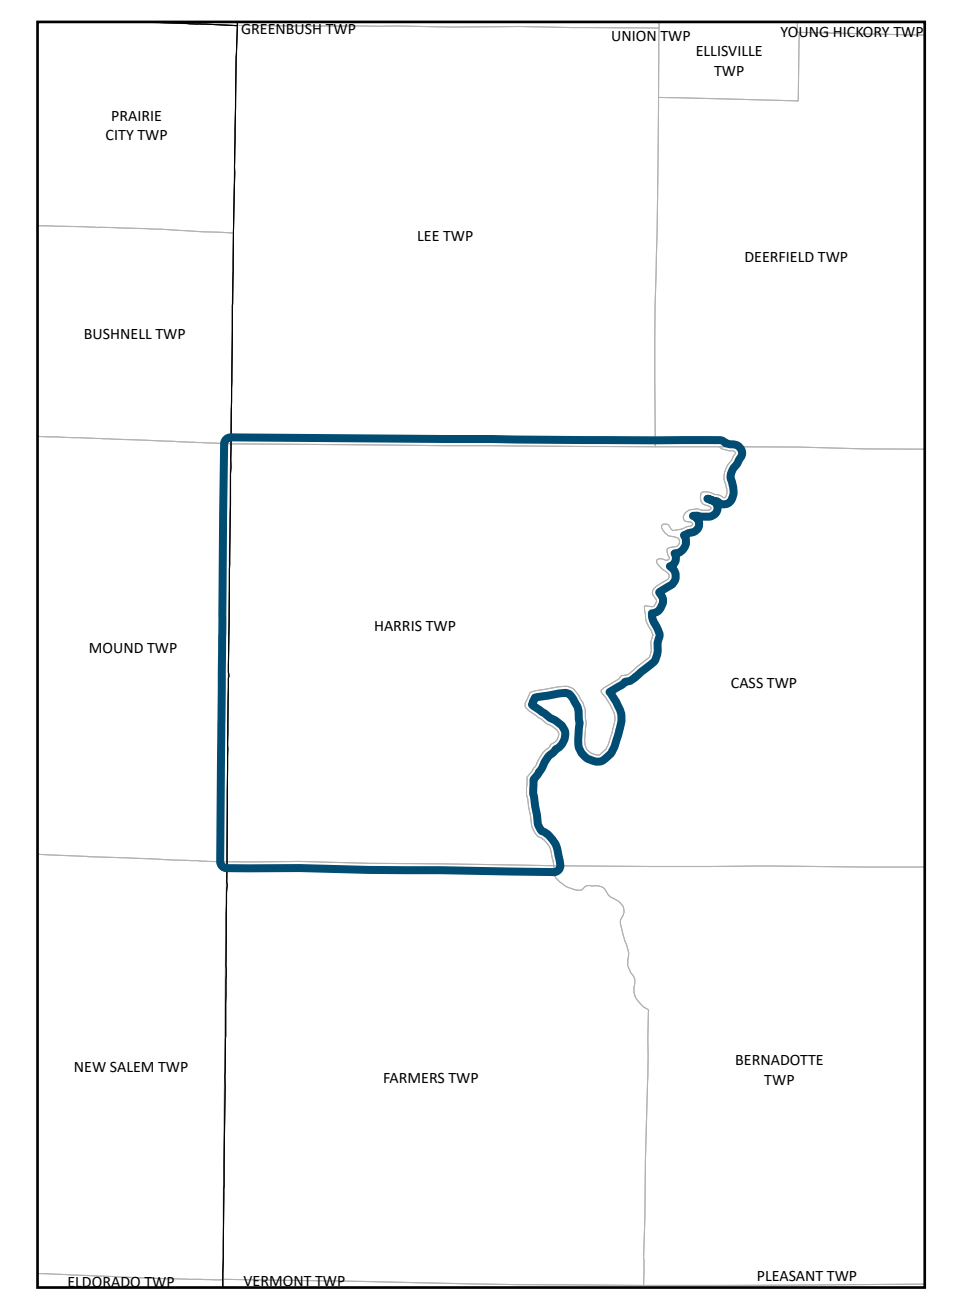 GREENBUSH TWP
UNION TWP
YOUNG HICKORY TWP
ELLISVILLE
TWP
PRAIRIE
CITY TWP
LEE TWP
DEERFIELD TWP
BUSHNELL TWP
HARRIS TWP
MOUND TWP
CASS TWP
NEW SALEM TWP
FARMERS TWP
BERNADOTTE
TWP
ELDORADO TWP
VERMONT TWP
PLEASANT TWP